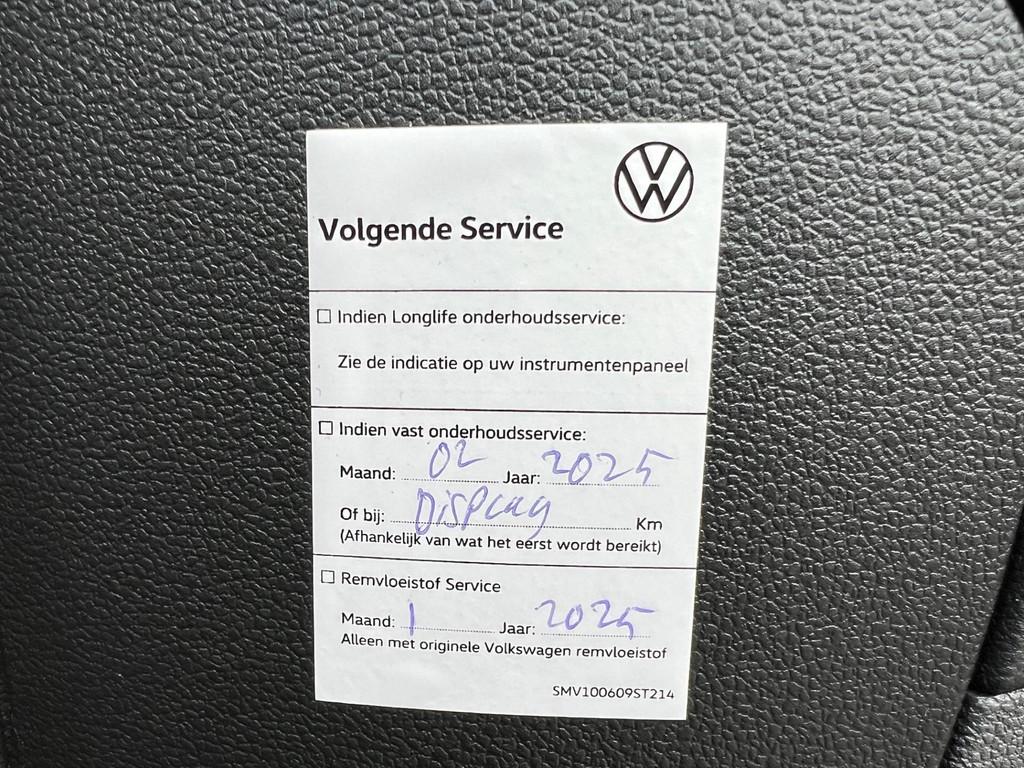 VW
Volgende Service
☐ Indien Longlife onderhoudsservice:
Zie de indicatie op uw instrumentenpaneel
☐ Indien vast onderhoudsservice:
Maand: 02 Jaar: 2025
Of bij: Display Km
(Afhankelijk van wat het eerst wordt bereikt)
☐ Remvloeistof Service
Maand: 1 Jaar: 2025
Alleen met originele Volkswagen remvloeistof
SMV100609ST214